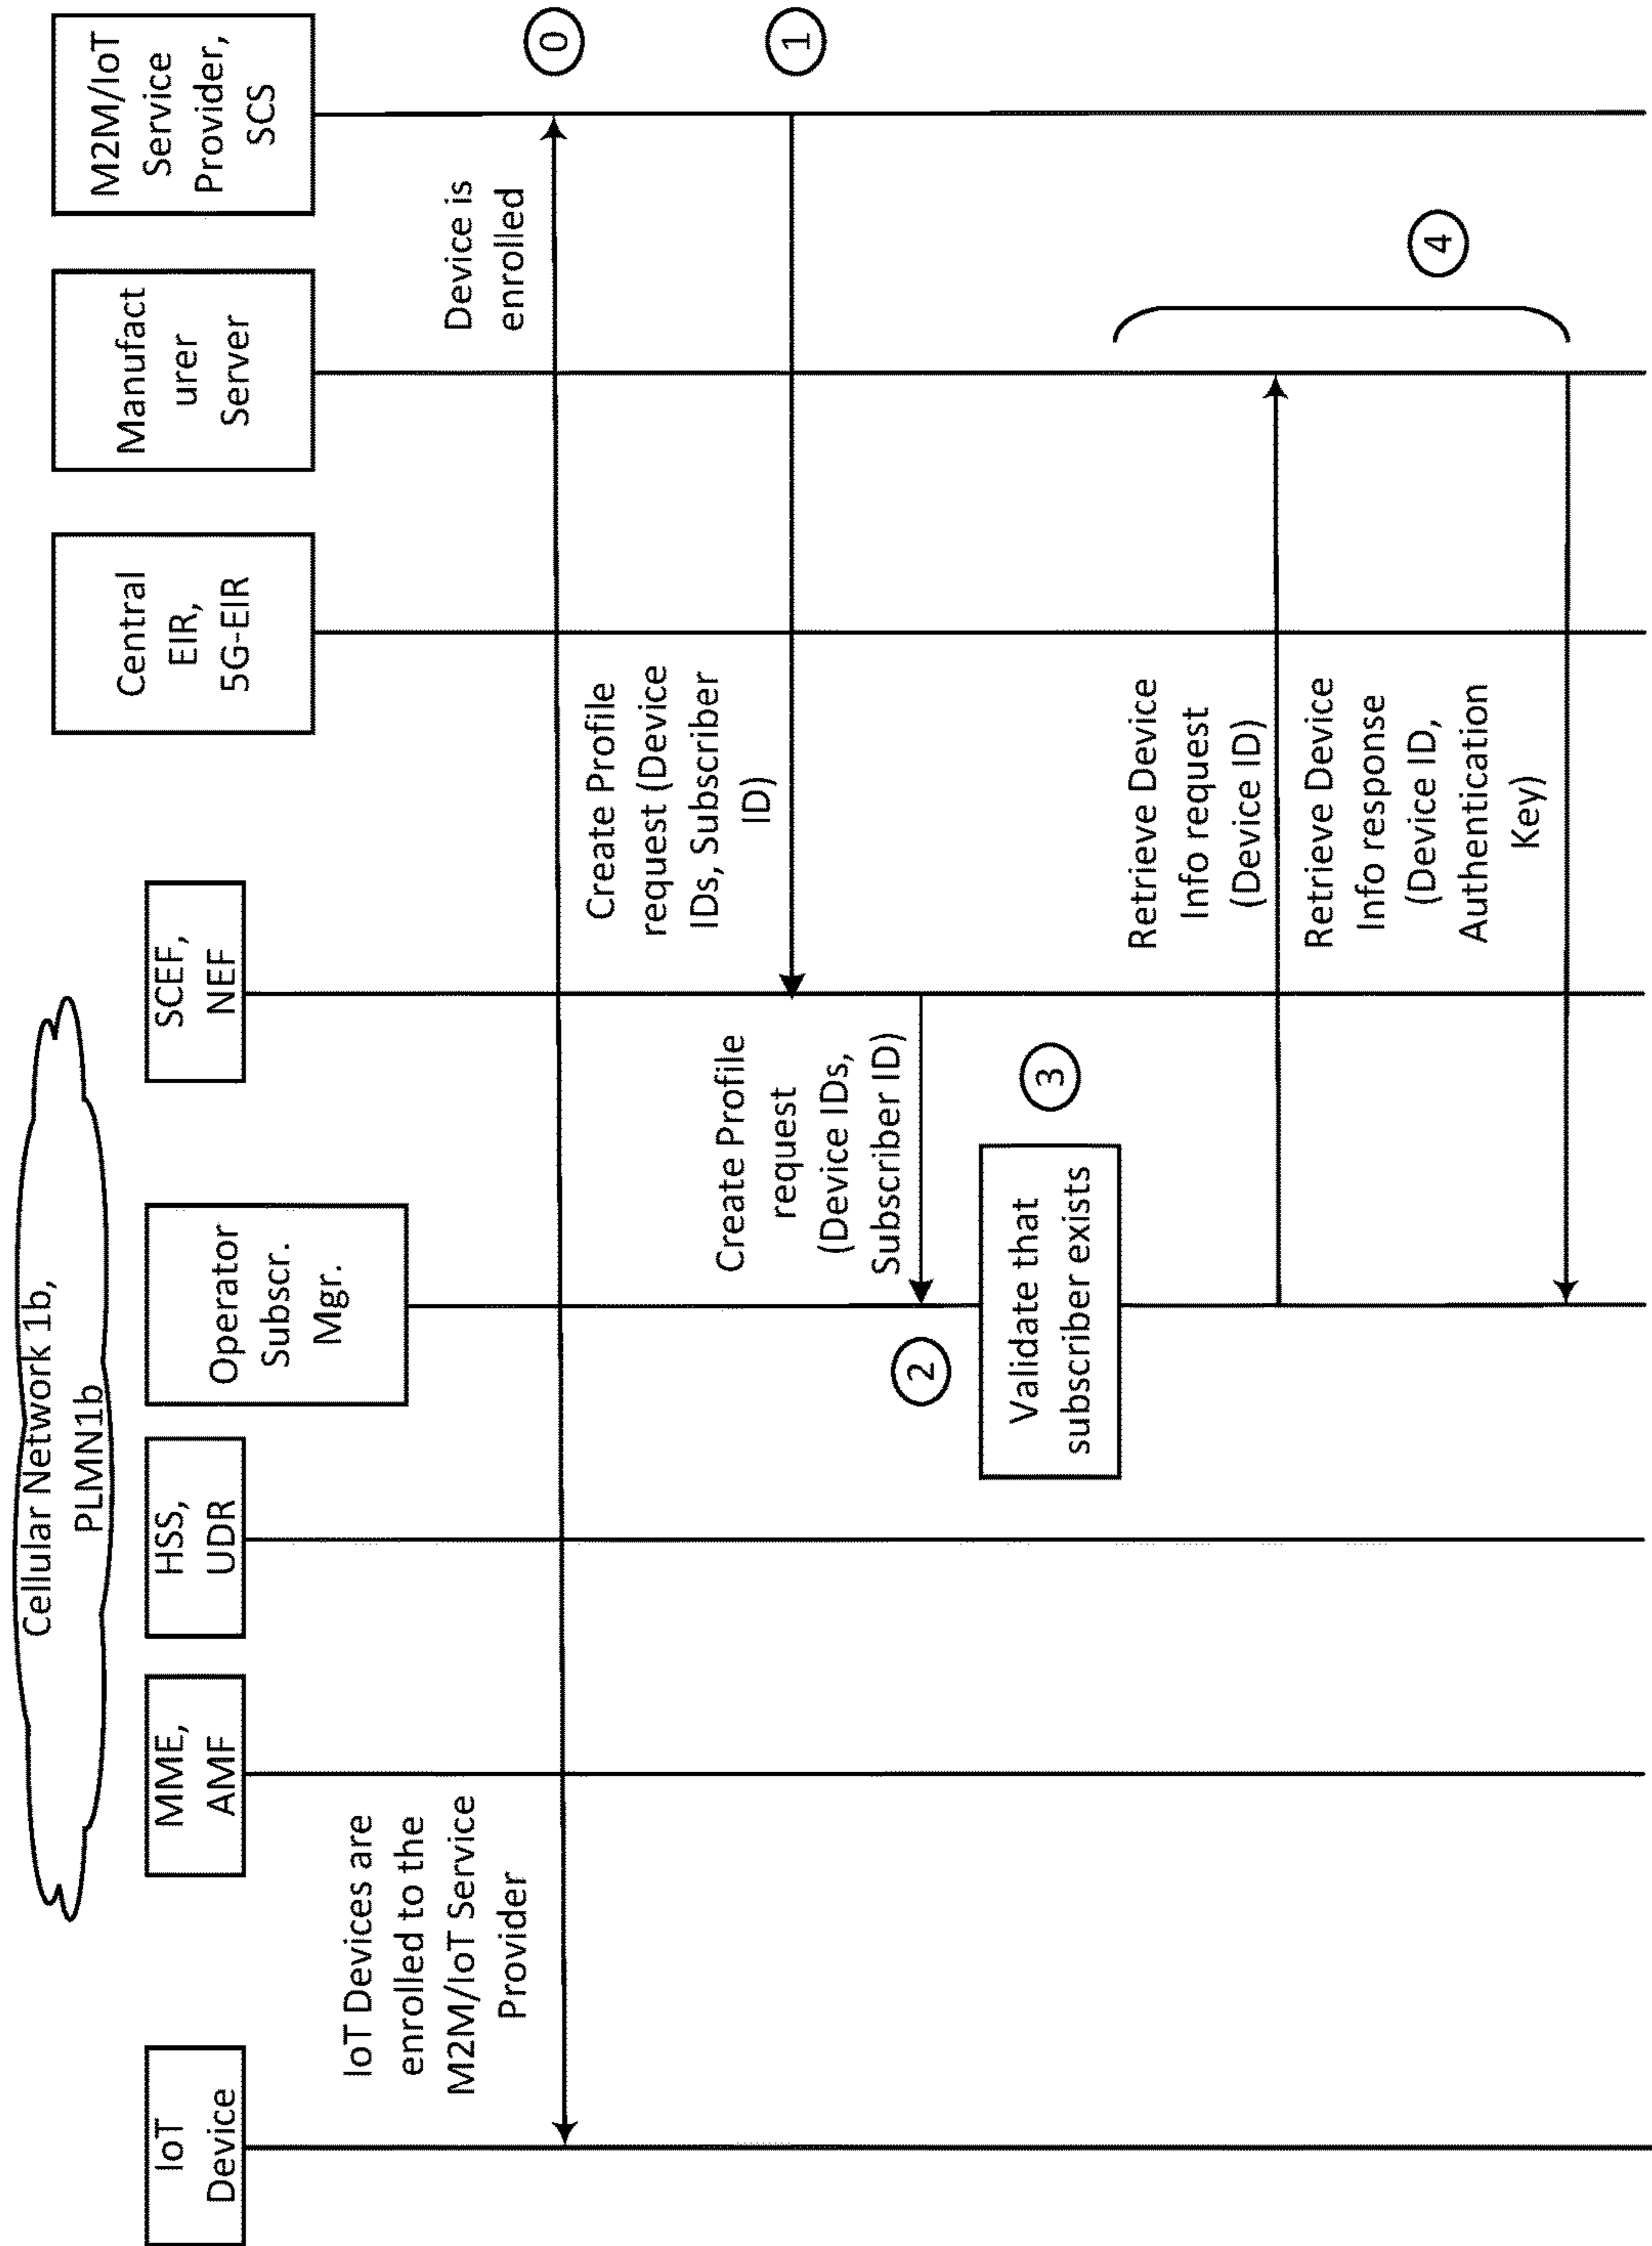 Cellular Network 1b,
PLMN1b
IoT
Device
MME,
AMF
HSS,
UDR
Operator
Subscr.
Mgr.
SCEF,
NEF
Central
EIR,
5G-EIR
Manufact
urer
Server
M2M/IoT
Service
Provider,
SCS
IoT Devices are
enrolled to the
M2M/IoT Service
Provider
Device is
enrolled
0
Create Profile
request (Device
IDs, Subscriber
ID)
1
Create Profile
request
(Device IDs,
Subscriber ID)
2
Validate that
subscriber exists
3
Retrieve Device
Info request
(Device ID)
Retrieve Device
Info response
(Device ID,
Authentication
Key)
4